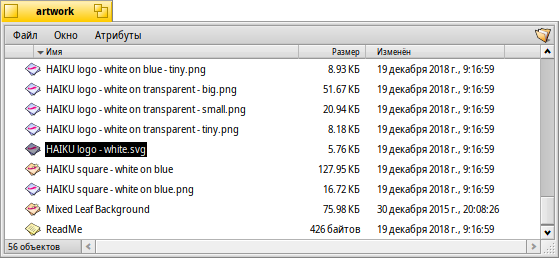 artwork
Файл Окно Атрибуты
Имя Размер Изменён
HAIKU logo - white on blue - tiny.png 8.93 КБ 19 декабря 2018 г., 9:16:59
HAIKU logo - white on transparent - big.png 51.67 КБ 19 декабря 2018 г., 9:16:59
HAIKU logo - white on transparent - small.png 20.94 КБ 19 декабря 2018 г., 9:16:59
HAIKU logo - white on transparent - tiny.png 8.18 КБ 19 декабря 2018 г., 9:16:59
HAIKU logo - white.svg 5.76 КБ 19 декабря 2018 г., 9:16:59
HAIKU square - white on blue 127.95 КБ 19 декабря 2018 г., 9:16:59
HAIKU square - white on blue.png 16.72 КБ 19 декабря 2018 г., 9:16:59
Mixed Leaf Background 75.98 КБ 30 декабря 2015 г., 20:08:26
ReadMe 426 байтов 19 декабря 2018 г., 9:16:59
56 объектов